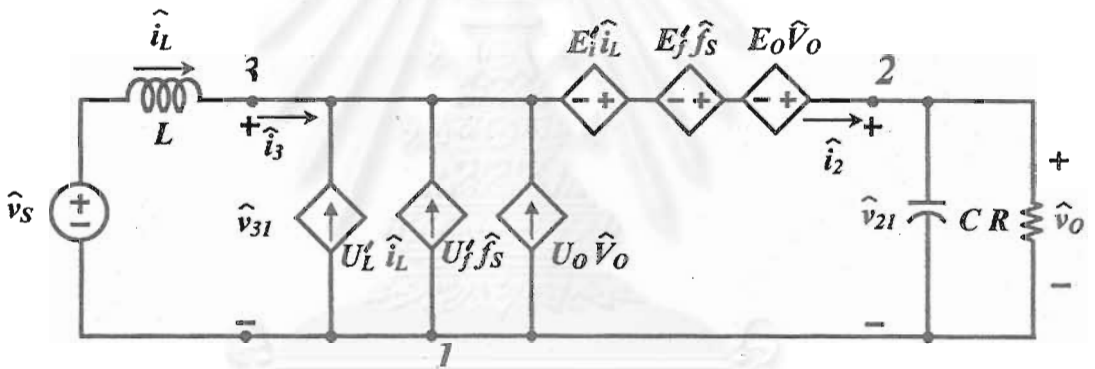 î_L
3
E'_i î_L
E'_f f̂_S
E_O V̂_O
2
L
+ î_3
î_2
+
v̂_S
+
−
v̂_31
U'_L î_L
U'_f f̂_S
U_O V̂_O
v̂_21
C R
+
v̂_O
−
−
−
1
- +
- +
- +